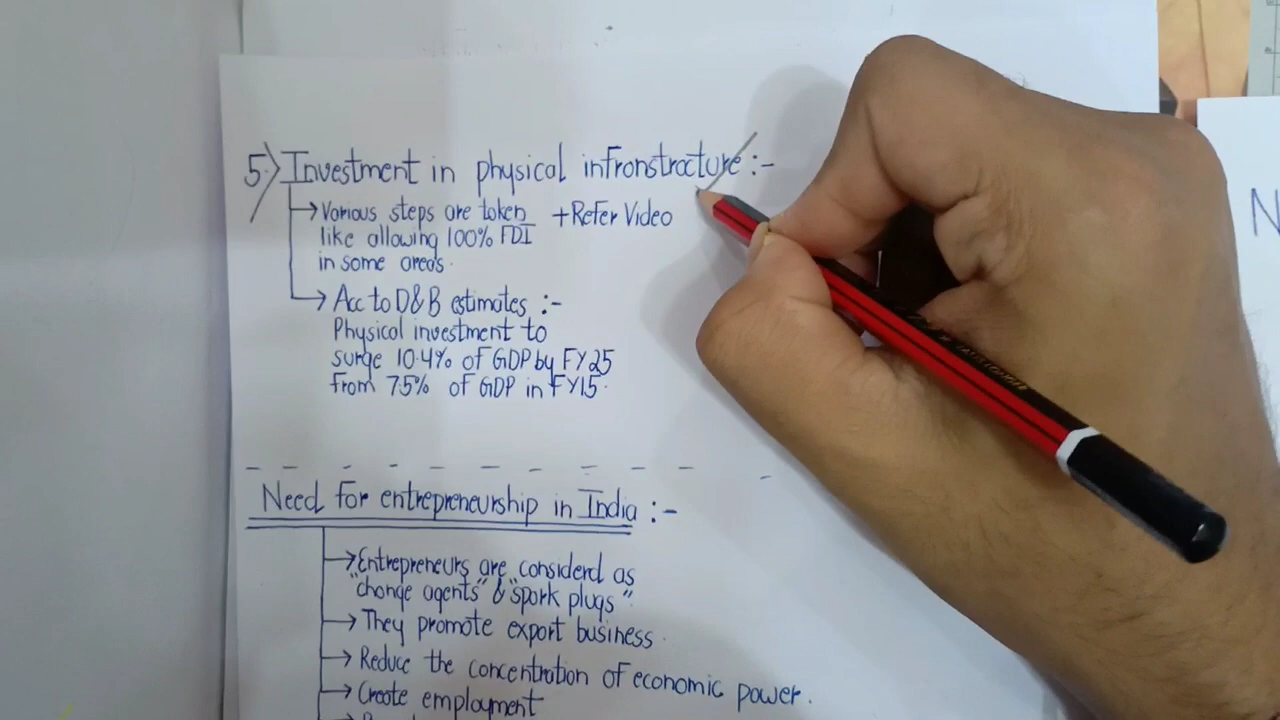 5.) Investment in physical infronstracture :-
→ Various steps are taken + Refer Video
like allowing 100% FDI
in some areas.
→ Acc to D&B estimates :-
Physical investment to
surge 10.4% of GDP by FY25
from 7.5% of GDP in FY15.
Need for entrepreneurship in India :-
→ Entrepreneurs are considerd as
"change agents" & "spark plugs".
→ They promote export business.
→ Reduce the concentration of economic power.
→ Create employment
N